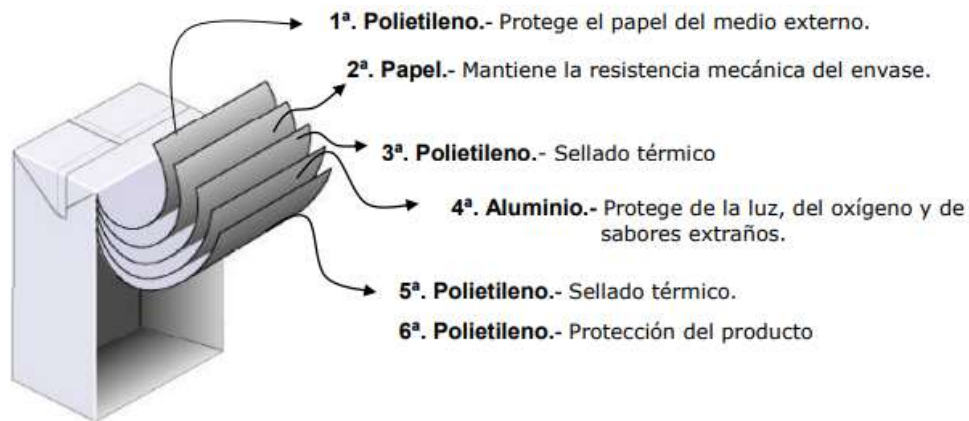 1ª. Polietileno.- Protege el papel del medio externo.
2ª. Papel.- Mantiene la resistencia mecánica del envase.
3ª. Polietileno.- Sellado térmico
4ª. Aluminio.- Protege de la luz, del oxígeno y de
sabores extraños.
5ª. Polietileno.- Sellado térmico.
6ª. Polietileno.- Protección del producto